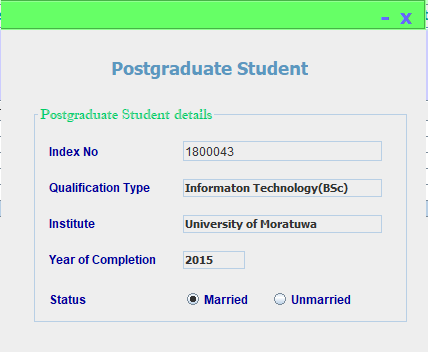 - x
Postgraduate Student
Postgraduate Student details
Index No 1800043
Qualification Type Informaton Technology(BSc)
Institute University of Moratuwa
Year of Completion 2015
Status Married Unmarried